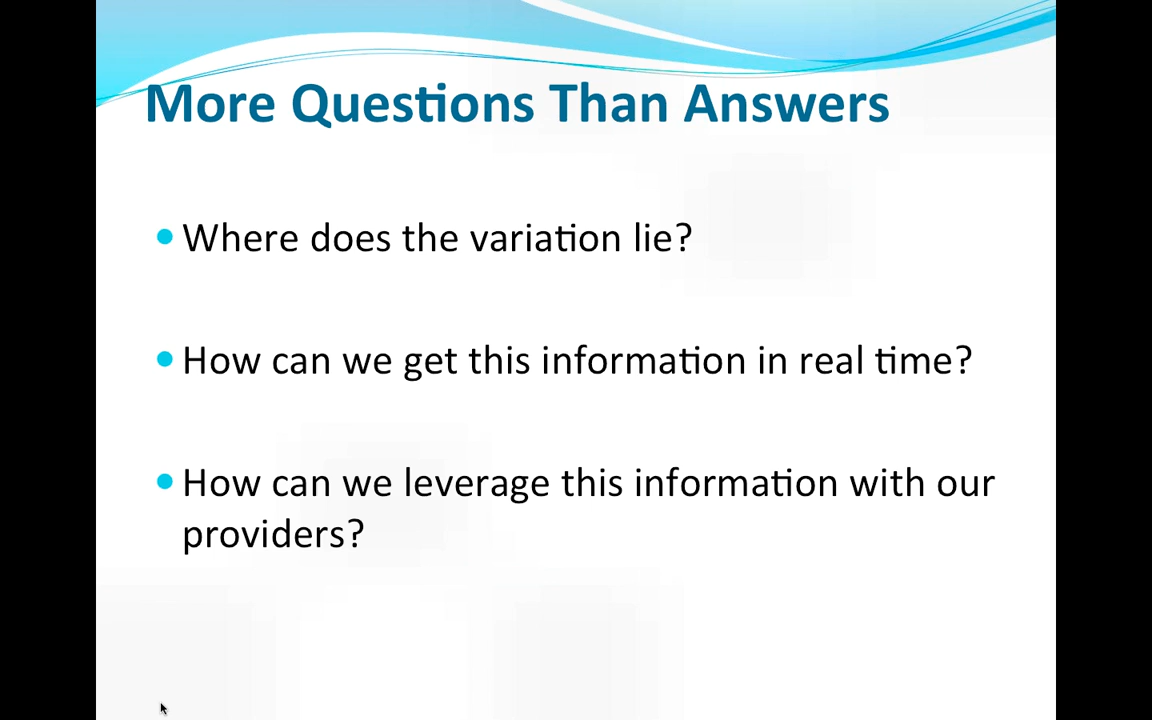 More Questions Than Answers
• Where does the variation lie?
• How can we get this information in real time?
• How can we leverage this information with our
providers?